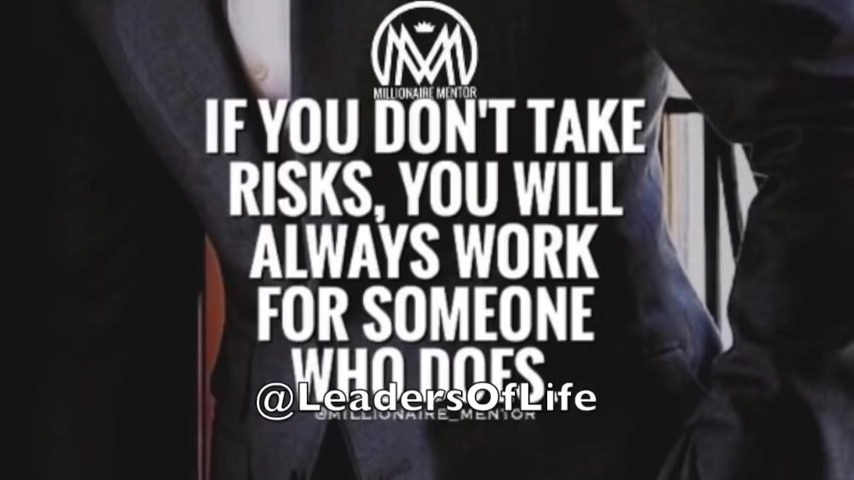 MILLIONAIRE MENTOR
IF YOU DON'T TAKE
RISKS, YOU WILL
ALWAYS WORK
FOR SOMEONE
WHO DOES.
@LeadersOfLife
@MILLIONAIRE_MENTOR